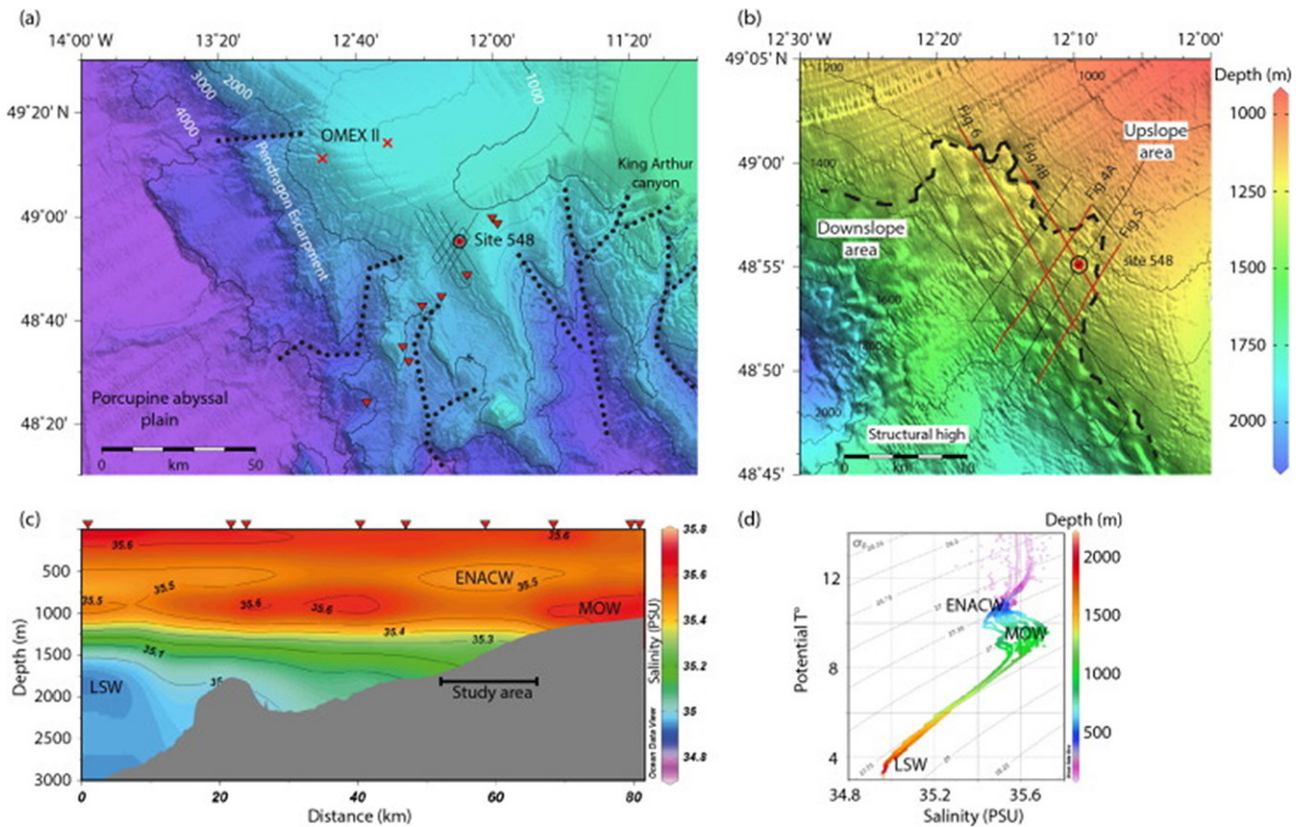 (a)
14°00' W
13°20'
12°40'
12°00'
11°20'
49°20' N
49°00'
48°40'
48°20'
4000
3000
2000
1000
OMEX II
Pendragon Escarpment
King Arthur
canyon
Site 548
Porcupine abyssal
plain
0 km 50
(b)
12°30' W
12°20'
12°10'
12°00'
49°05' N
49°00'
48°55'
48°50'
48°45'
1200
1000
1400
1600
2000
Fig. 6
Fig.4B
Fig.4A
Fig.5
Upslope
area
Downslope
area
site 548
Structural high
0 km 10
Depth (m)
1000
1250
1500
1750
2000
(c)
35.6
35.6
35.5
ENACW
35.5
35.5
35.6
35.6
MOW
35.4
35.3
35.1
35
LSW
Study area
Depth (m)
500
1000
1500
2000
2500
3000
0
20
40
60
80
Distance (km)
Salinity (PSU)
35.8
35.6
35.4
35.2
35
34.8
Ocean Data View
(d)
Depth (m)
2000
1500
1000
500
Potential T°
12
8
4
ENACW
MOW
LSW
34.8
35.2
35.6
Salinity (PSU)